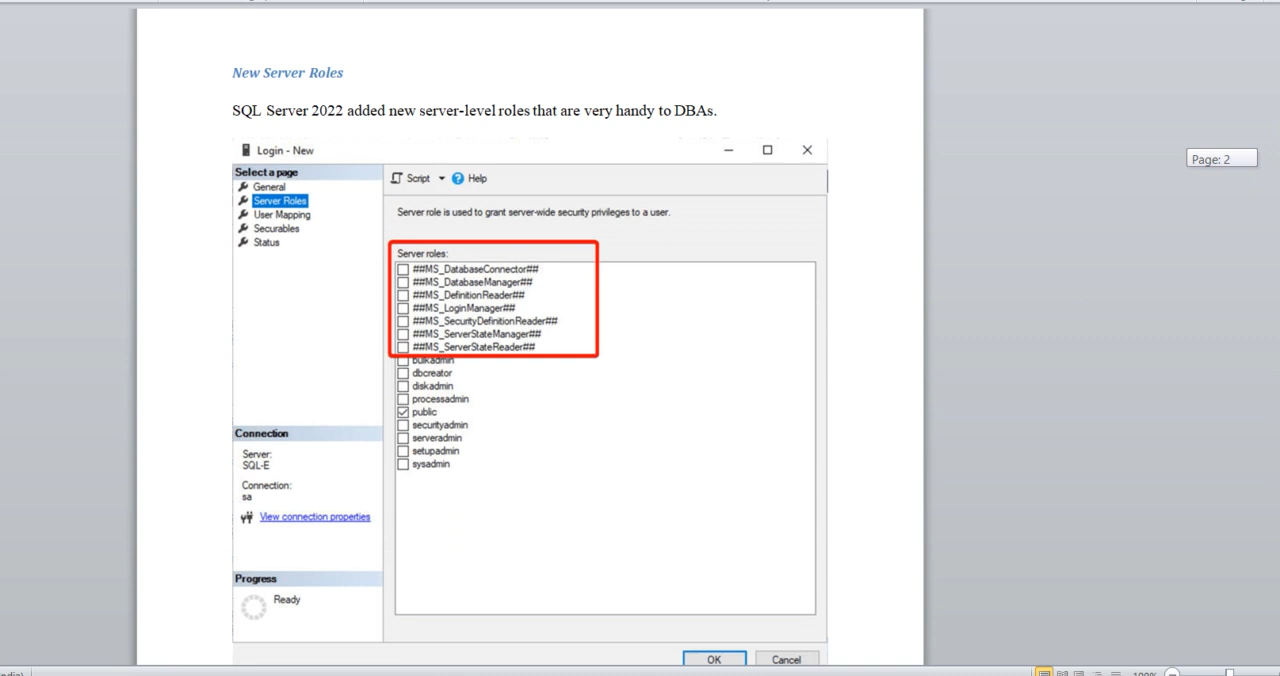 New Server Roles
SQL Server 2022 added new server-level roles that are very handy to DBAs.
Login - New
Select a page
General
Server Roles
User Mapping
Securables
Status
Script
Help
Server role is used to grant server-wide security privileges to a user.
Server roles:
##MS_DatabaseConnector##
##MS_DatabaseManager##
##MS_DefinitionReader##
##MS_LoginManager##
##MS_SecurityDefinitionReader##
##MS_ServerStateManager##
##MS_ServerStateReader##
bulkadmin
dbcreator
diskadmin
processadmin
public
securityadmin
serveradmin
setupadmin
sysadmin
Connection
Server:
SQL-E
Connection:
sa
View connection properties
Progress
Ready
OK
Cancel
Page: 2